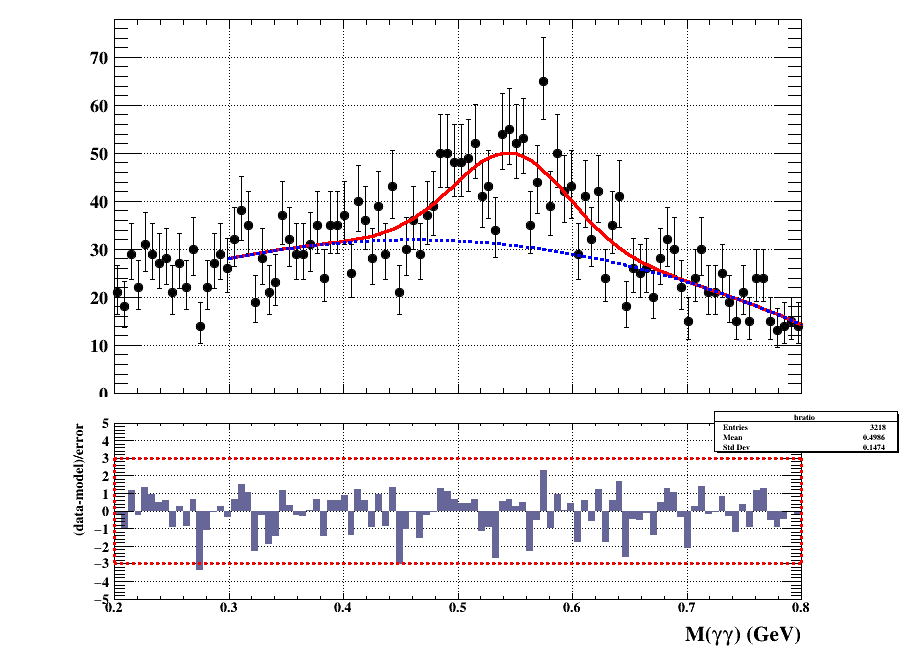 70
60
50
40
30
20
10
0
hratio
Entries 3218
Mean 0.4986
Std Dev 0.1474
(data-model)/error
5
4
3
2
1
0
−1
−2
−3
−4
−5
0.2 0.3 0.4 0.5 0.6 0.7 0.8
M(γγ) (GeV)